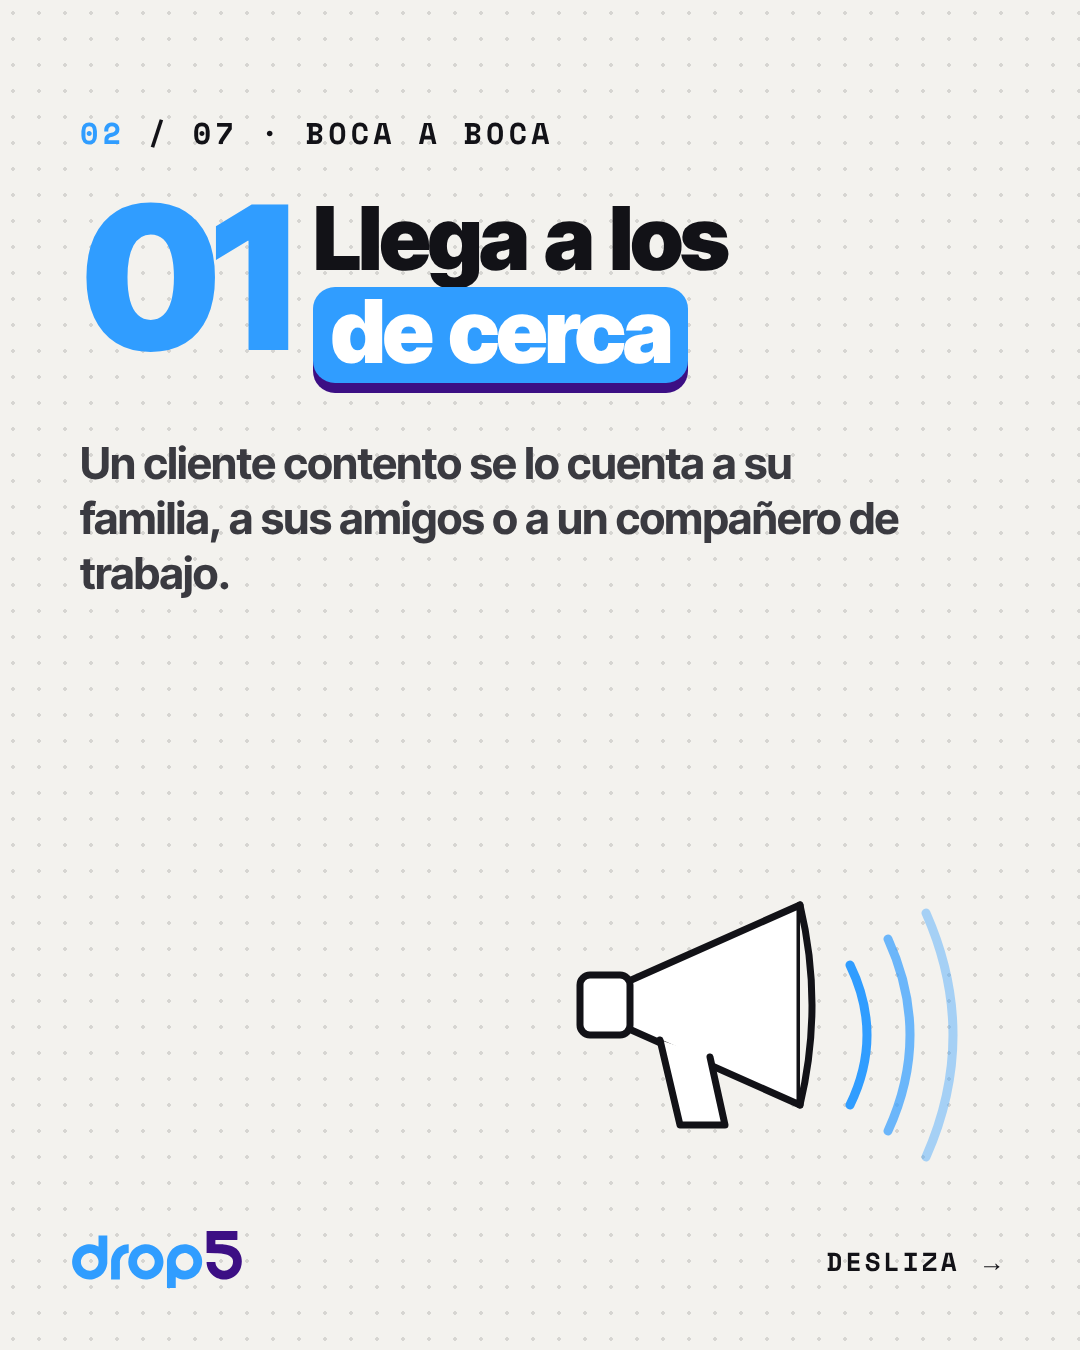 02 / 07 · BOCA A BOCA
01 Llega a los
de cerca
Un cliente contento se lo cuenta a su
familia, a sus amigos o a un compañero de
trabajo.
drop5
DESLIZA →